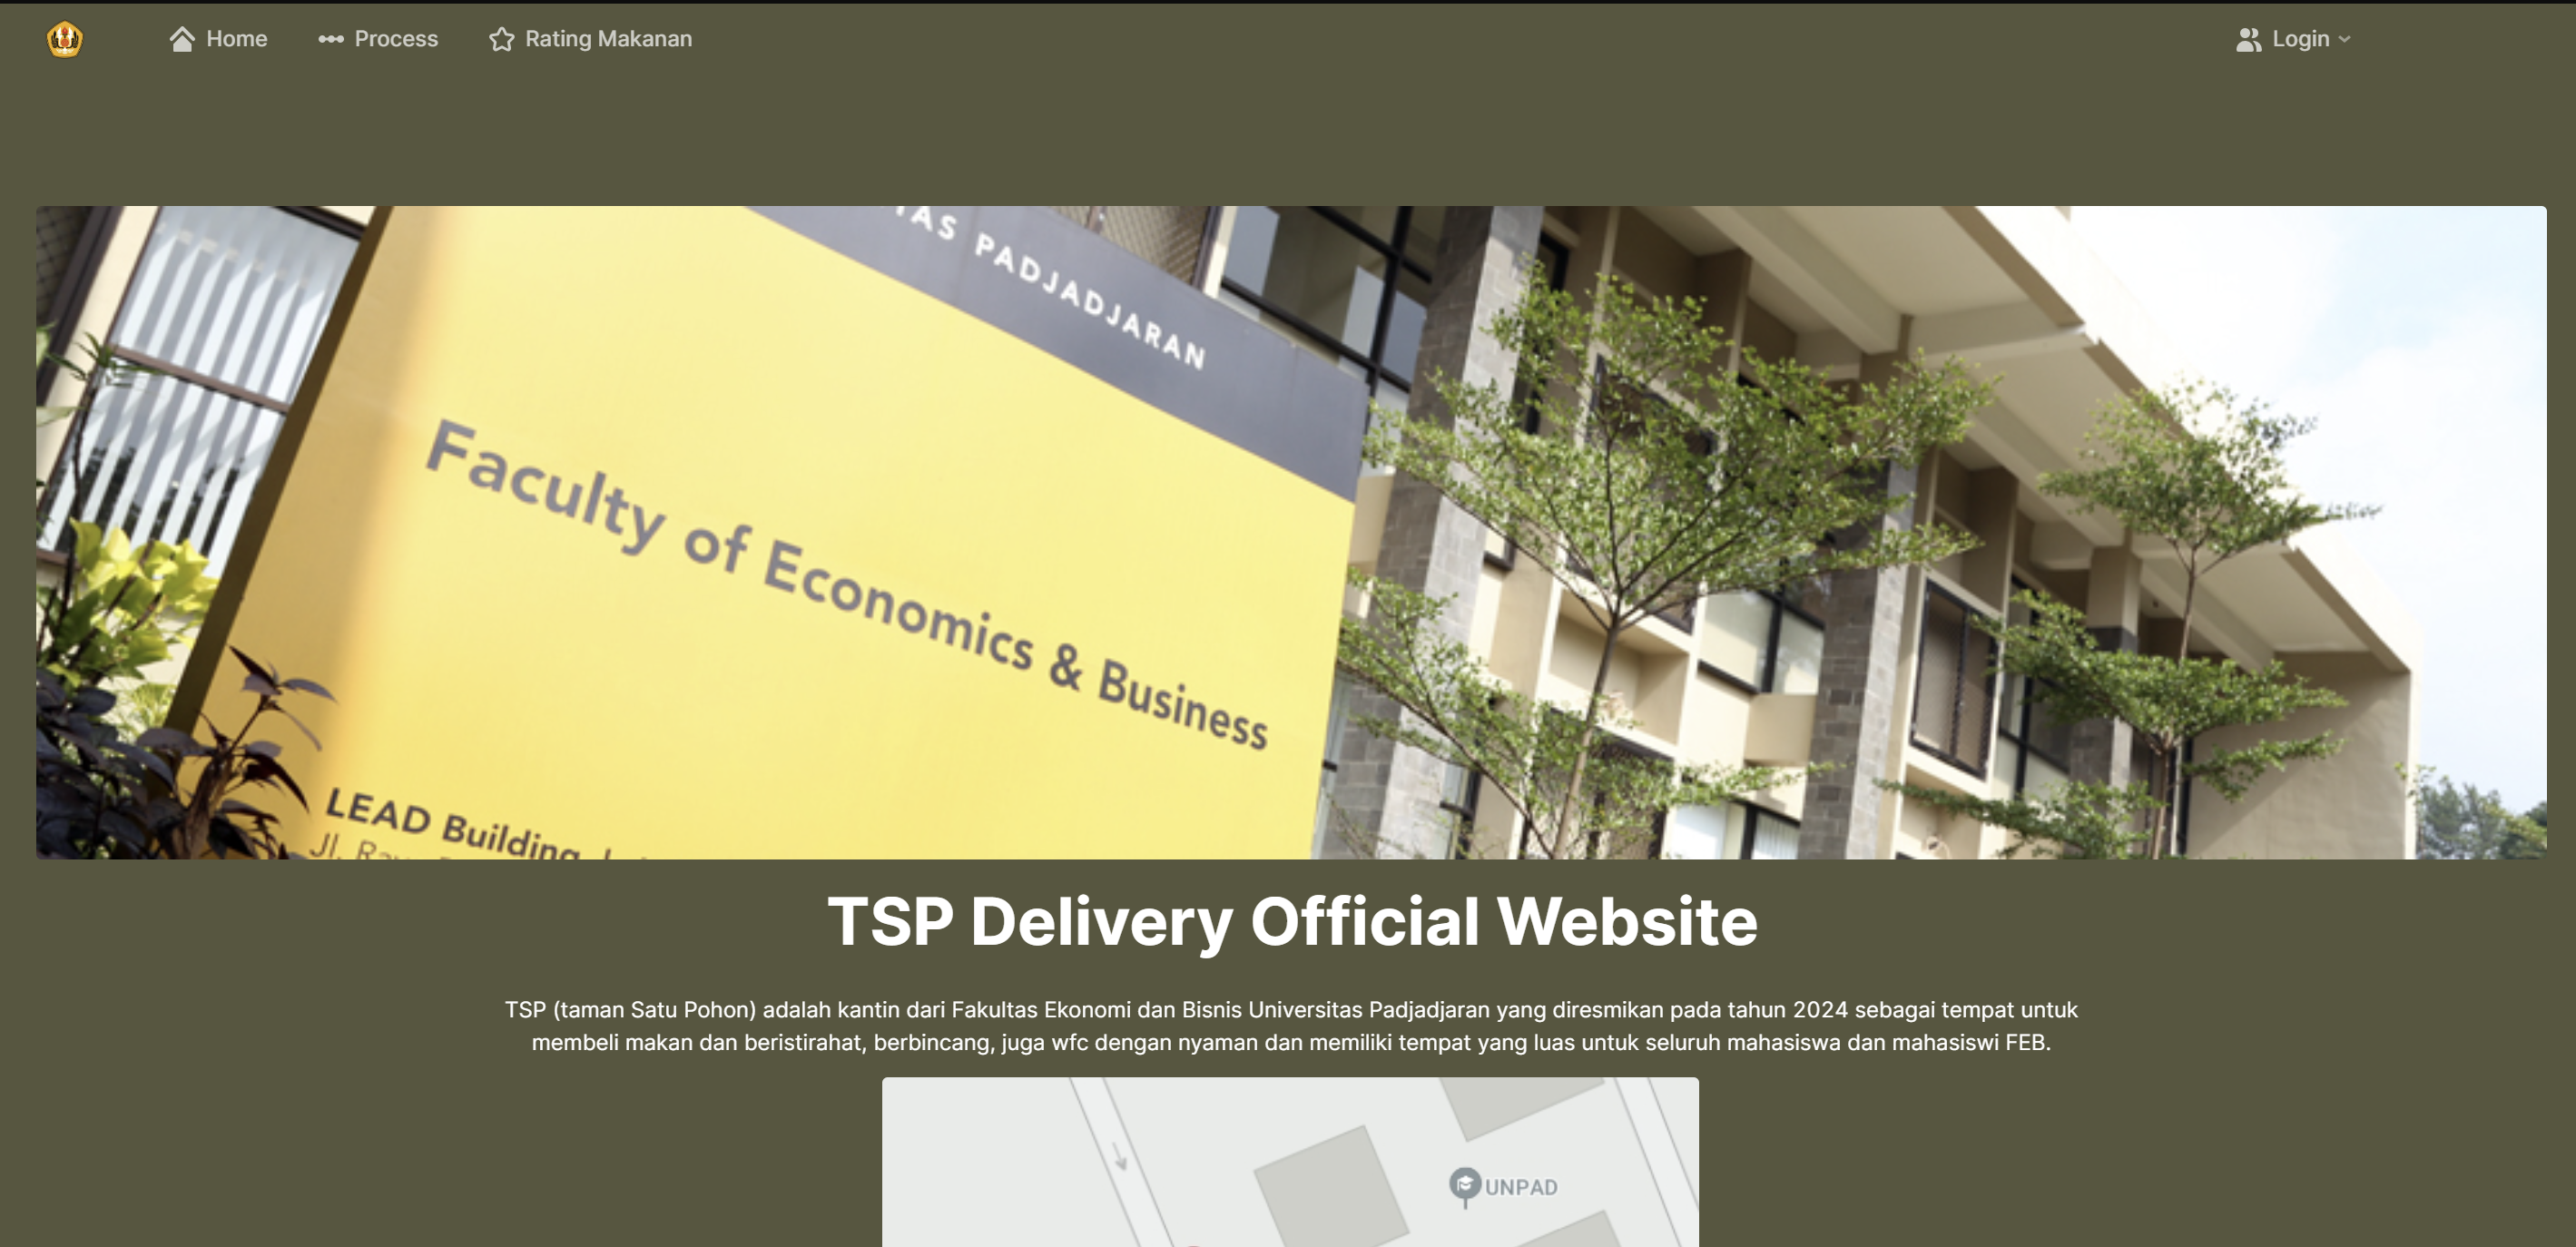 Home
Process
Rating Makanan
Login
TAS PADJADJARAN
Faculty of Economics & Business
LEAD Building
Jl.
TSP Delivery Official Website
TSP (taman Satu Pohon) adalah kantin dari Fakultas Ekonomi dan Bisnis Universitas Padjadjaran yang diresmikan pada tahun 2024 sebagai tempat untuk
membeli makan dan beristirahat, berbincang, juga wfc dengan nyaman dan memiliki tempat yang luas untuk seluruh mahasiswa dan mahasiswi FEB.
UNPAD